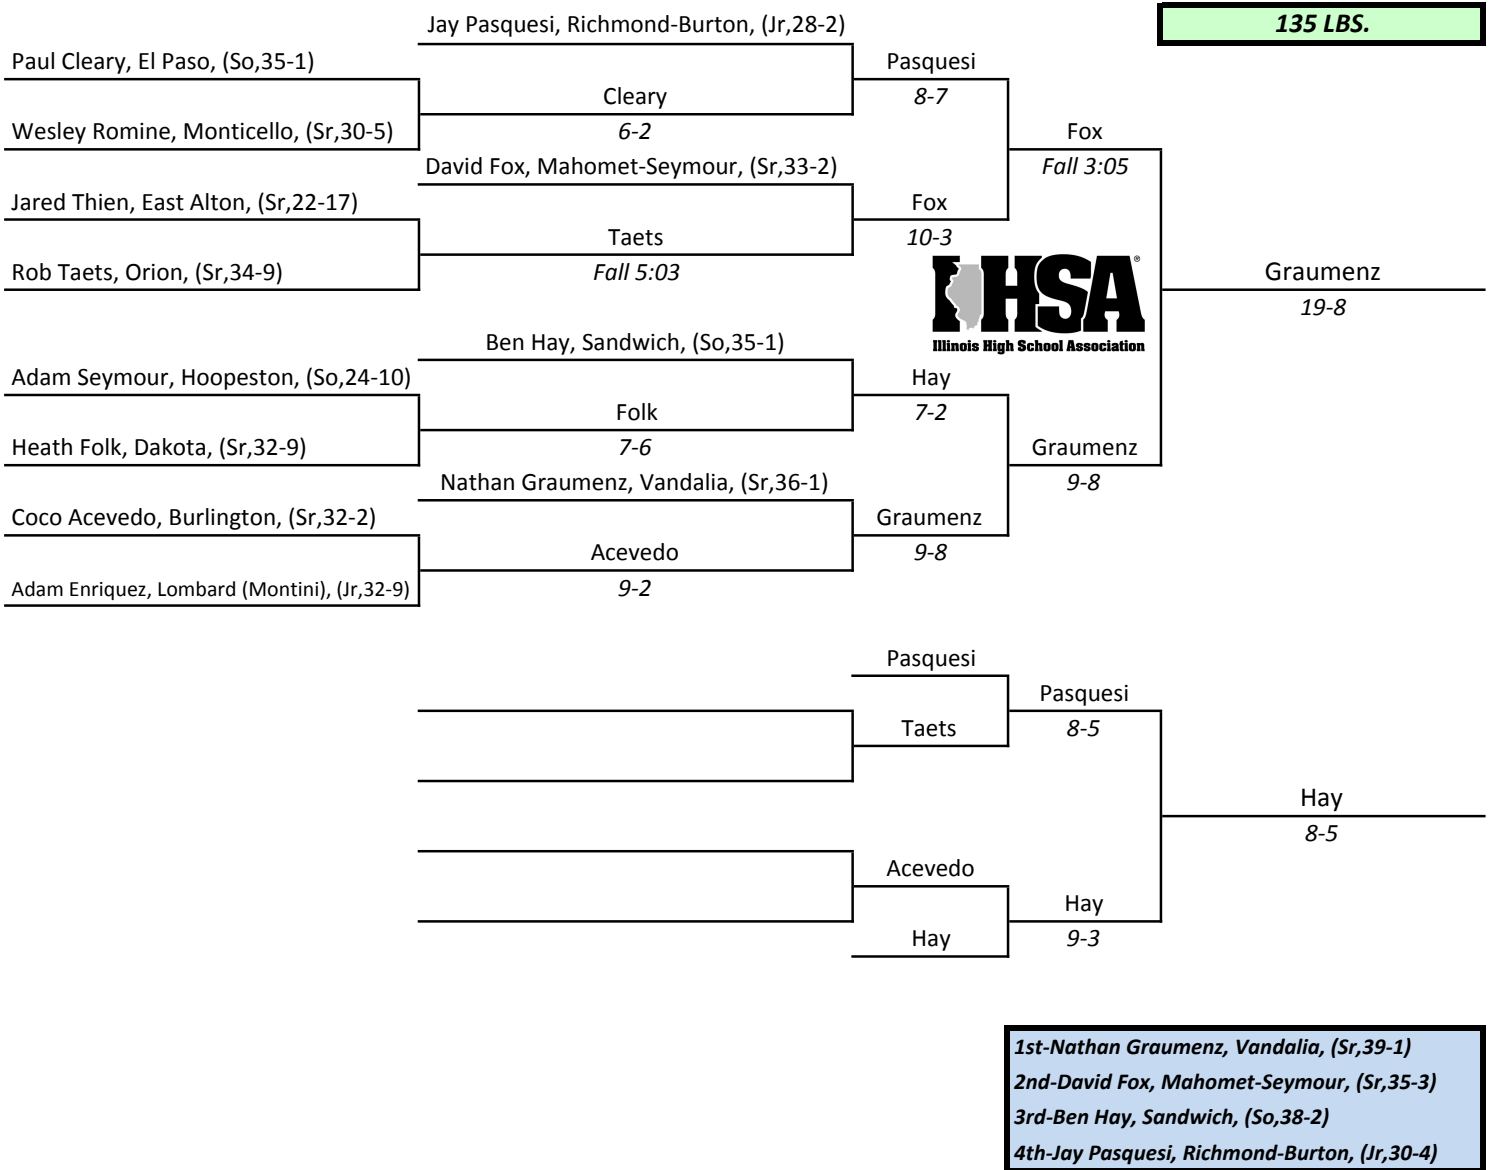 Jay Pasquesi, Richmond-Burton, (Jr,28-2)
135 LBS.
Paul Cleary, El Paso, (So,35-1)
Pasquesi
Cleary
8-7
Wesley Romine, Monticello, (Sr,30-5)
6-2
Fox
David Fox, Mahomet-Seymour, (Sr,33-2)
Fall 3:05
Jared Thien, East Alton, (Sr,22-17)
Fox
Taets
10-3
Rob Taets, Orion, (Sr,34-9)
Fall 5:03
IHSA®
Illinois High School Association
Graumenz
19-8
Ben Hay, Sandwich, (So,35-1)
Adam Seymour, Hoopeston, (So,24-10)
Hay
Folk
7-2
Heath Folk, Dakota, (Sr,32-9)
7-6
Graumenz
Nathan Graumenz, Vandalia, (Sr,36-1)
9-8
Coco Acevedo, Burlington, (Sr,32-2)
Graumenz
Acevedo
9-8
Adam Enriquez, Lombard (Montini), (Jr,32-9)
9-2
Pasquesi
Pasquesi
Taets
8-5
Hay
8-5
Acevedo
Hay
Hay
9-3
1st-Nathan Graumenz, Vandalia, (Sr,39-1)
2nd-David Fox, Mahomet-Seymour, (Sr,35-3)
3rd-Ben Hay, Sandwich, (So,38-2)
4th-Jay Pasquesi, Richmond-Burton, (Jr,30-4)